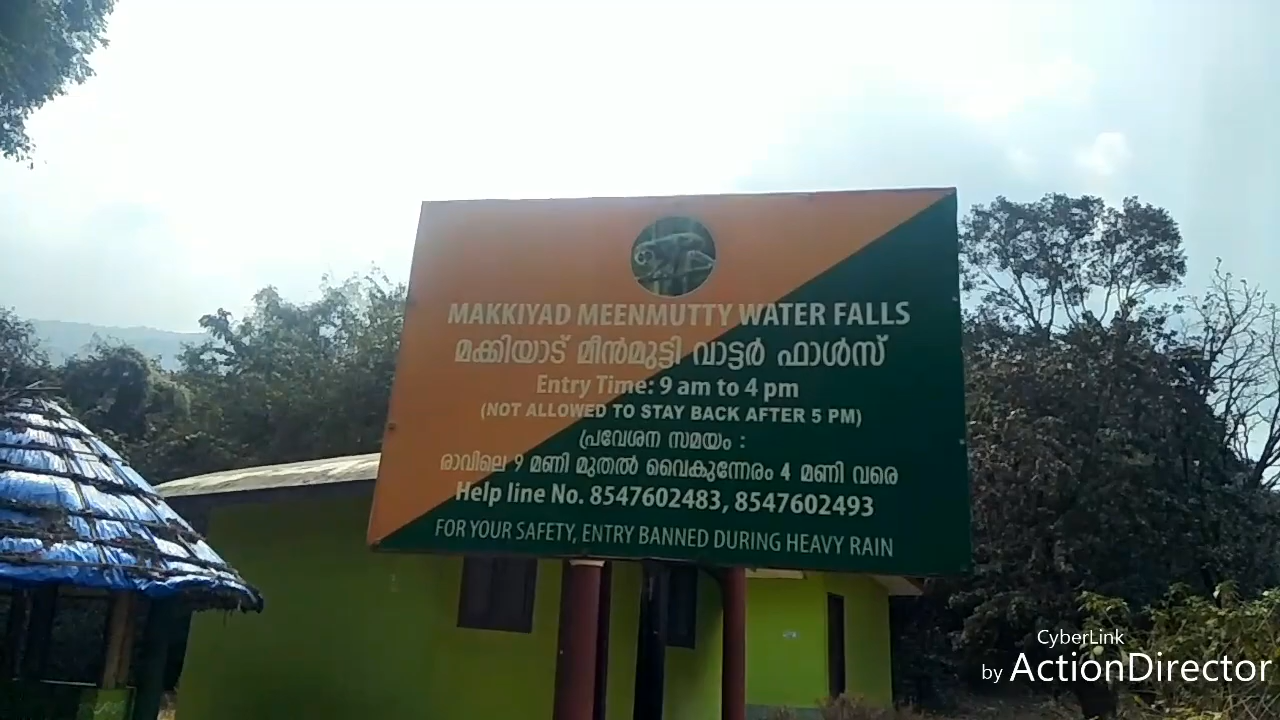 MAKKIYAD MEENMUTTY WATER FALLS
മക്കിയാട് മീൻമുട്ടി വാട്ടർ ഫാൾസ്
Entry Time: 9 am to 4 pm
(NOT ALLOWED TO STAY BACK AFTER 5 PM)
പ്രവേശന സമയം :
രാവിലെ 9 മണി മുതൽ വൈകുന്നേരം 4 മണി വരെ
Help line No. 8547602483, 8547602493
FOR YOUR SAFETY, ENTRY BANNED DURING HEAVY RAIN
CyberLink
by ActionDirector